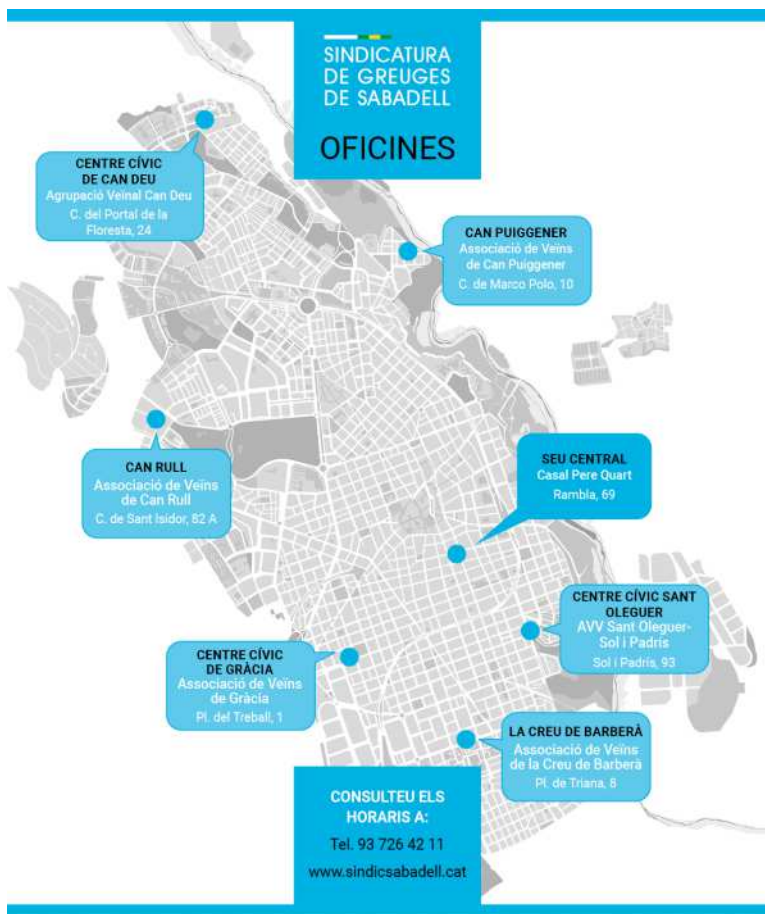 SINDICATURA
DE GREUGES
DE SABADELL
OFICINES
CENTRE CÍVIC
DE CAN DEU
Agrupació Veïnal Can Deu
C. del Portal de la
Floresta, 24
CAN PUIGGENER
Associació de Veïns
de Can Puiggener
C. de Marco Polo, 10
CAN RULL
Associació de Veïns
de Can Rull
C. de Sant Isidor, 82 A
SEU CENTRAL
Casal Pere Quart
Rambla, 69
CENTRE CÍVIC SANT
OLEGUER
AVV Sant Oleguer-
Sol i Padrís
Sol i Padrís, 93
CENTRE CÍVIC
DE GRÀCIA
Associació de Veïns
de Gràcia
Pl. del Treball, 1
LA CREU DE BARBERÀ
Associació de Veïns
de la Creu de Barberà
Pl. de Triana, 8
CONSULTEU ELS
HORARIS A:
Tel. 93 726 42 11
www.sindicsabadell.cat